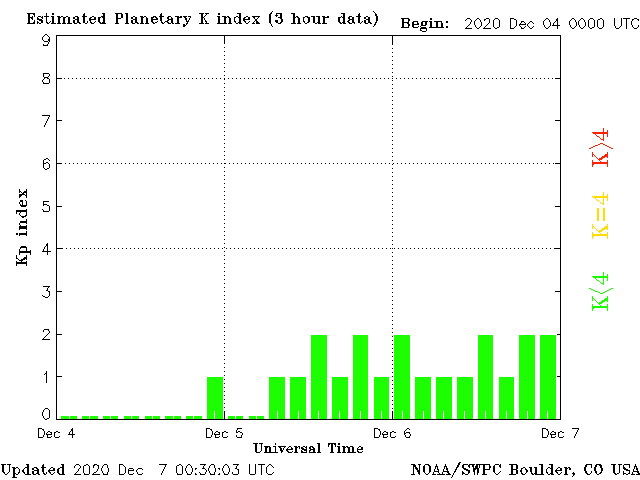 Estimated Planetary K index (3 hour data) Begin: 2020 Dec 04 0000 UTC
9
8
7
6
5
4
3
2
1
0
Kp index
K>4
K=4
K<4
Dec 4 Dec 5 Dec 6 Dec 7
Universal Time
Updated 2020 Dec 7 00:30:03 UTC NOAA/SWPC Boulder, CO USA